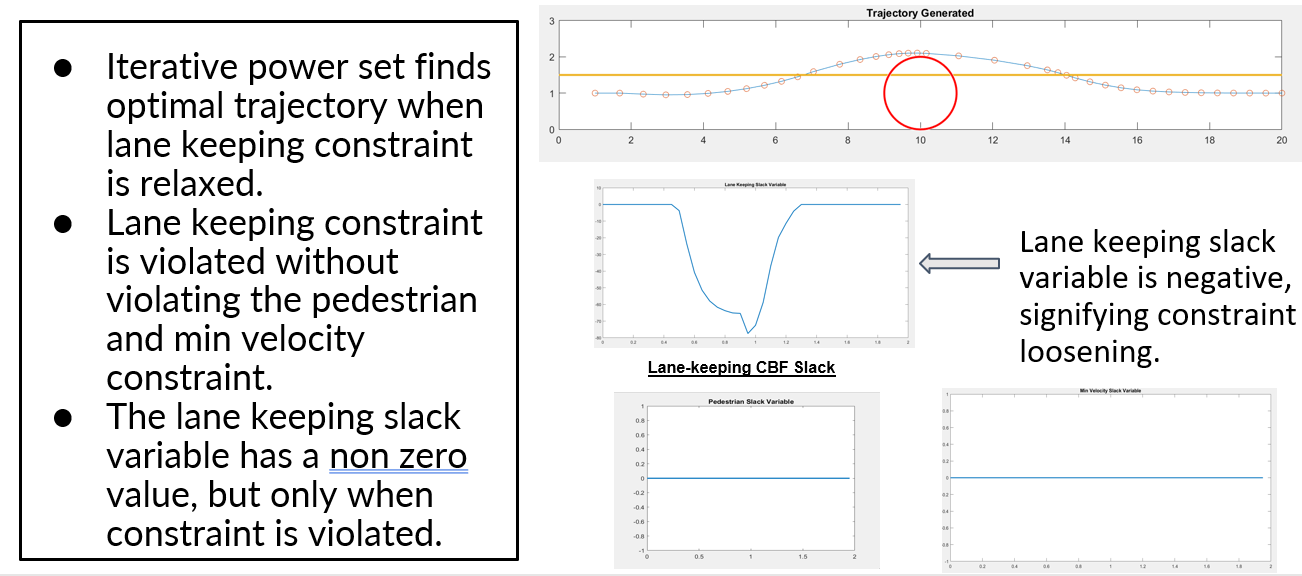 ● Iterative power set finds
optimal trajectory when
lane keeping constraint
is relaxed.
● Lane keeping constraint
is violated without
violating the pedestrian
and min velocity
constraint.
● The lane keeping slack
variable has a non zero
value, but only when
constraint is violated.
Trajectory Generated
3
2
1
0
0 2 4 6 8 10 12 14 16 18 20
Lane Keeping Slack Variable
10
0
-10
-20
-30
-40
-50
-60
-70
-80
0 0.2 0.4 0.6 0.8 1 1.2 1.4 1.6 1.8 2
Lane keeping slack
variable is negative,
signifying constraint
loosening.
Lane-keeping CBF Slack
Pedestrian Slack Variable
1
0.8
0.6
0.4
0.2
0
-0.2
-0.4
-0.6
-0.8
-1
0 0.5 1 1.5 2
Min Velocity Slack Variable
1
0.8
0.6
0.4
0.2
0
-1
0 0.2 0.4 0.6 0.8 1 1.2 1.4 1.6 1.8 2